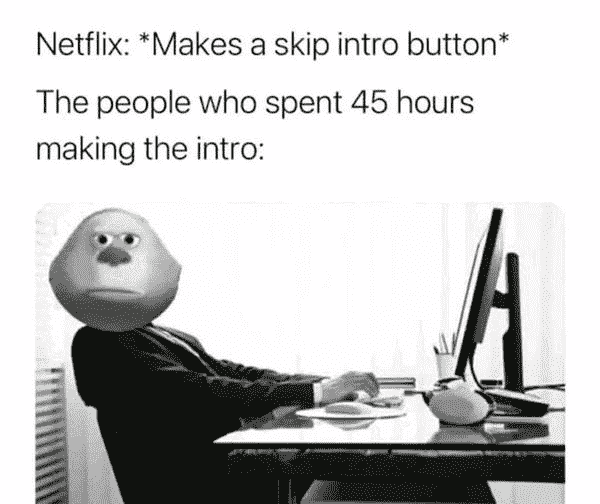 Netflix: *Makes a skip intro button*
The people who spent 45 hours
making the intro: